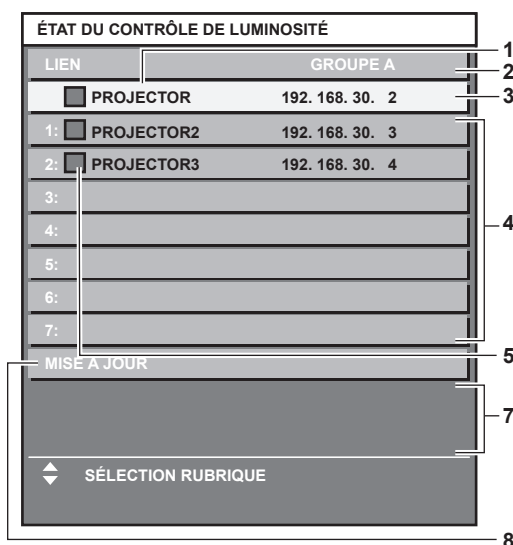 ÉTAT DU CONTRÔLE DE LUMINOSITÉ
LIEN GROUPE A
PROJECTOR 192. 168. 30. 2
1: PROJECTOR2 192. 168. 30. 3
2: PROJECTOR3 192. 168. 30. 4
3:
4:
5:
6:
7:
MISE À JOUR
SÉLECTION RUBRIQUE
1
2
3
4
5
7
8